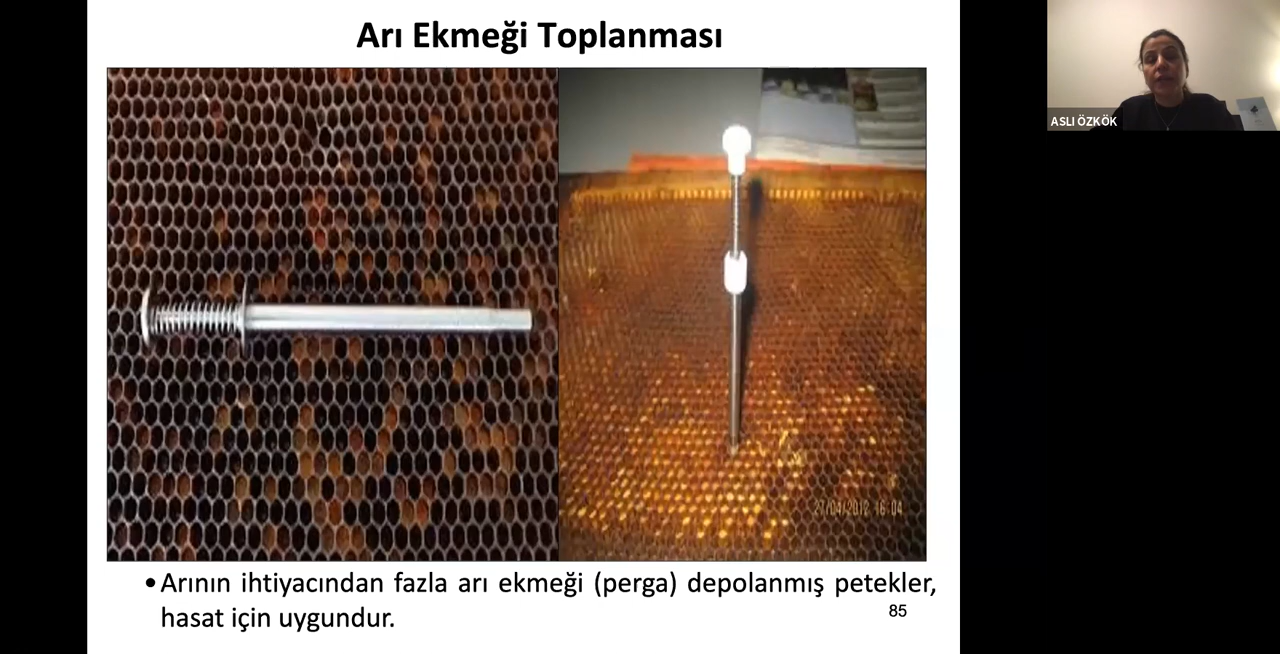 Arı Ekmeği Toplanması
ASLI ÖZKÖK
27/04/2012 16:04
•Arının ihtiyacından fazla arı ekmeği (perga) depolanmış petekler,
hasat için uygundur.
85